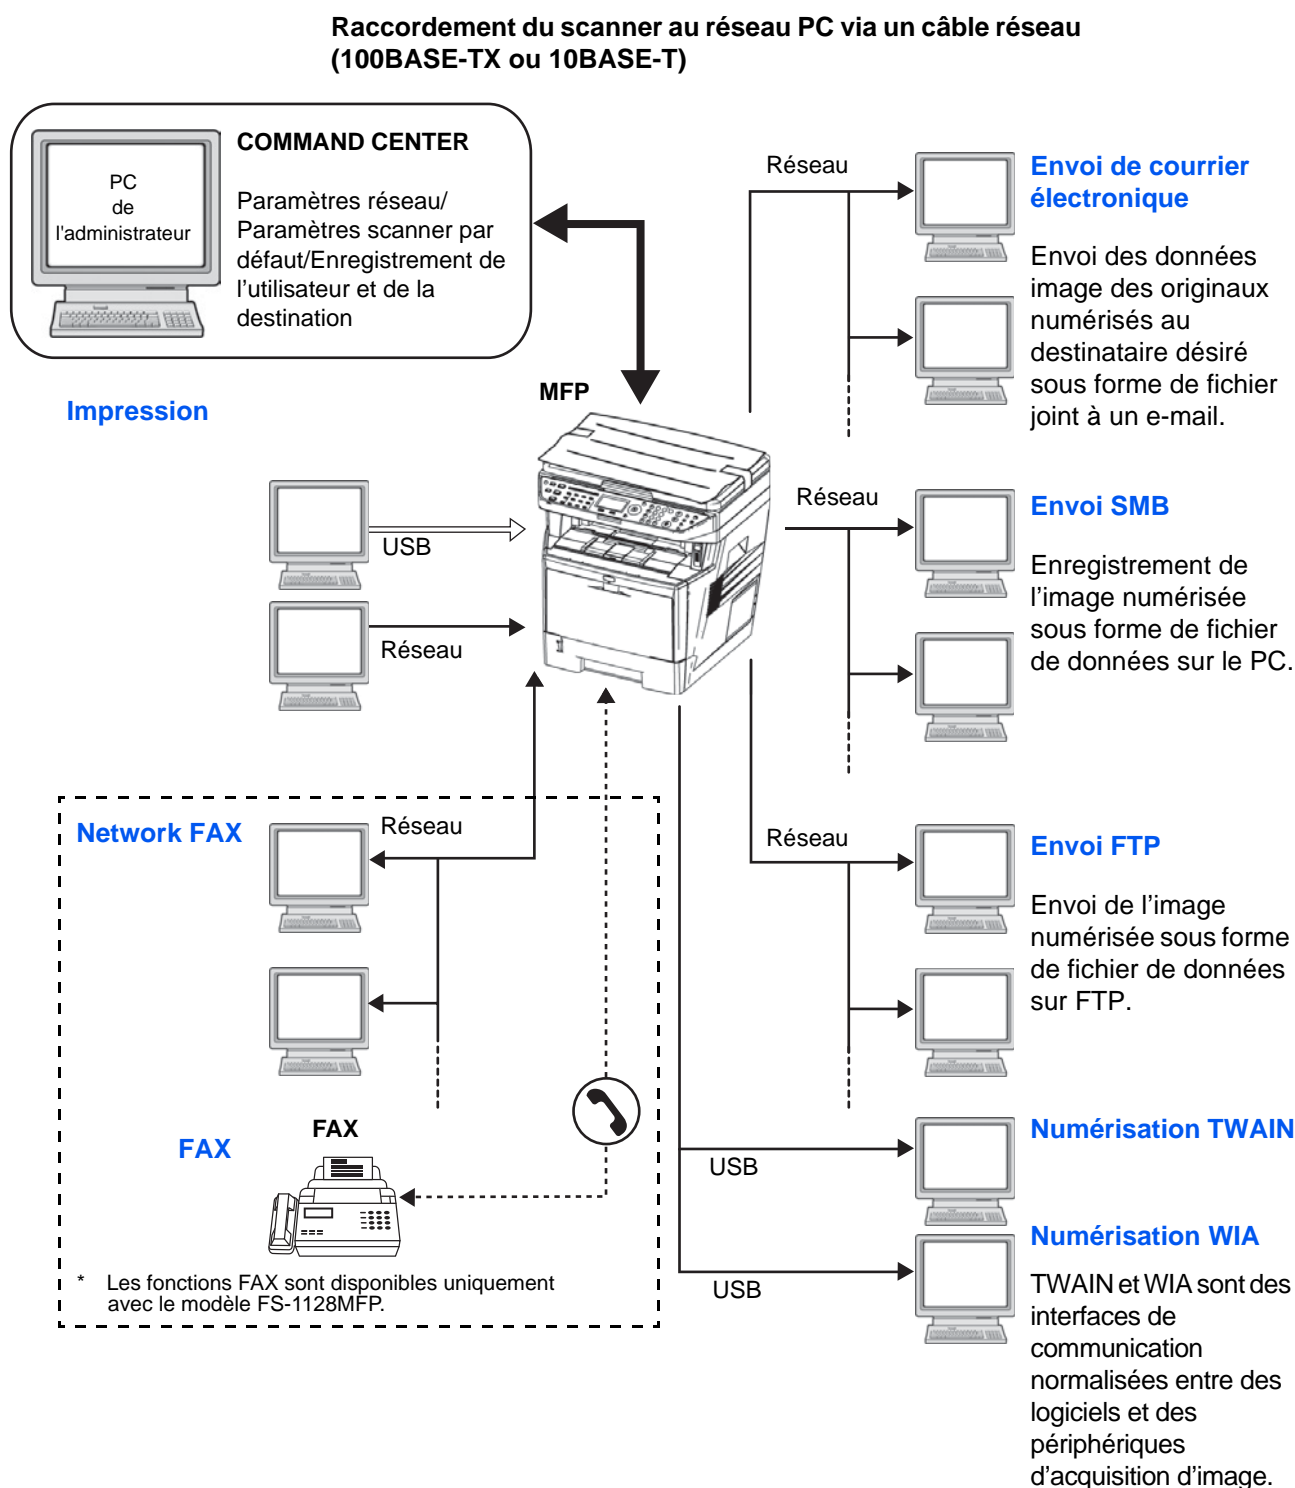 Raccordement du scanner au réseau PC via un câble réseau
(100BASE-TX ou 10BASE-T)
PC
de
l'administrateur
COMMAND CENTER
Paramètres réseau/
Paramètres scanner par
défaut/Enregistrement de
l’utilisateur et de la
destination
Réseau
Envoi de courrier
électronique
Envoi des données
image des originaux
numérisés au
destinataire désiré
sous forme de fichier
joint à un e-mail.
MFP
Impression
USB
Réseau
Réseau
Envoi SMB
Enregistrement de
l’image numérisée
sous forme de fichier
de données sur le PC.
Network FAX
Réseau
Réseau
Envoi FTP
Envoi de l’image
numérisée sous forme
de fichier de données
sur FTP.
FAX
FAX
* Les fonctions FAX sont disponibles uniquement
avec le modèle FS-1128MFP.
USB
Numérisation TWAIN
USB
Numérisation WIA
TWAIN et WIA sont des
interfaces de
communication
normalisées entre des
logiciels et des
périphériques
d’acquisition d’image.